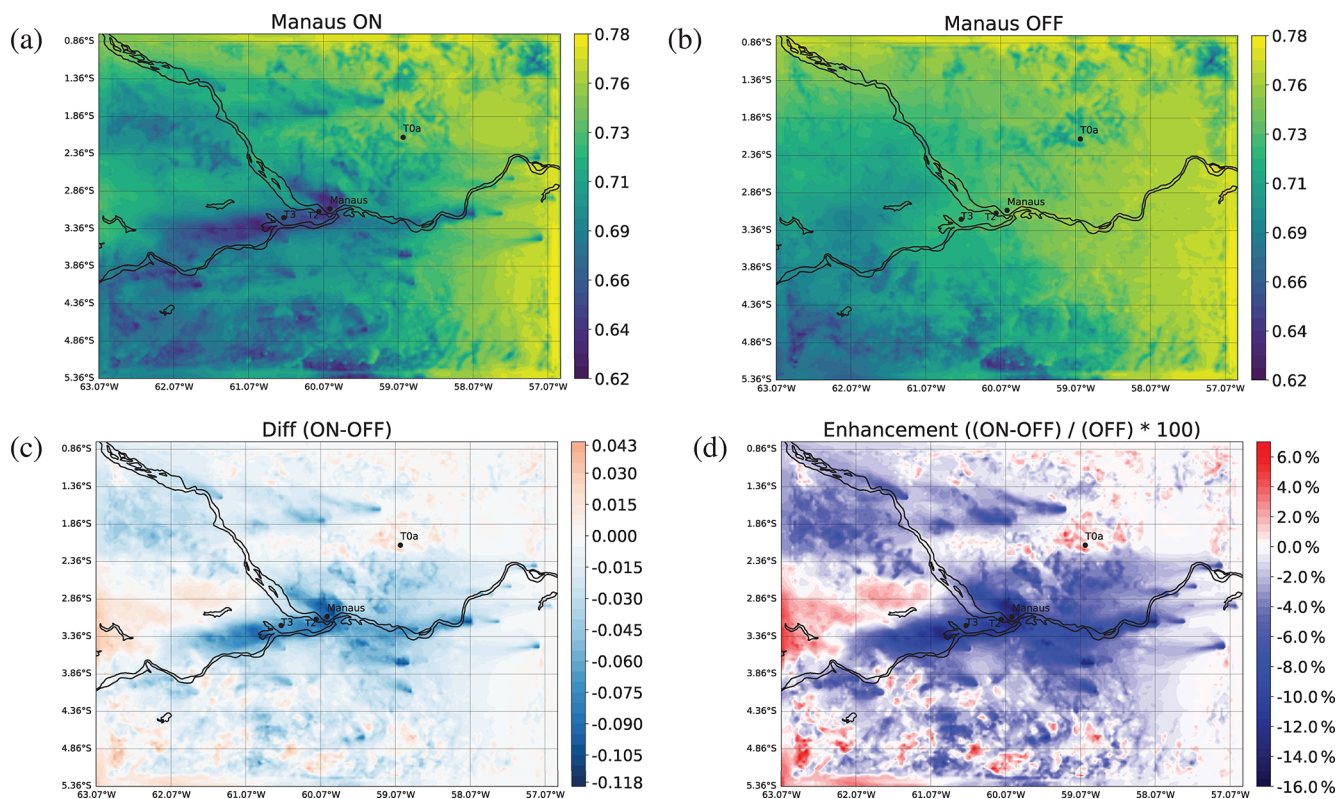 (a)
Manaus ON
0.86°S
1.36°S
1.86°S
2.36°S
2.86°S
3.36°S
3.86°S
4.36°S
4.86°S
5.36°S
63.07°W 62.07°W 61.07°W 60.07°W 59.07°W 58.07°W 57.07°W
T0a
Manaus
T3
T2
0.78
0.76
0.73
0.71
0.69
0.66
0.64
0.62
(b)
Manaus OFF
0.86°S
1.36°S
1.86°S
2.36°S
2.86°S
3.36°S
3.86°S
4.36°S
4.86°S
5.36°S
63.07°W 62.07°W 61.07°W 60.07°W 59.07°W 58.07°W 57.07°W
T0a
Manaus
T3
T2
0.78
0.76
0.73
0.71
0.69
0.66
0.64
0.62
(c)
Diff (ON-OFF)
0.86°S
1.36°S
1.86°S
2.36°S
2.86°S
3.36°S
3.86°S
4.36°S
4.86°S
5.36°S
63.07°W 62.07°W 61.07°W 60.07°W 59.07°W 58.07°W 57.07°W
T0a
Manaus
T3
T2
0.043
0.030
0.015
0.000
-0.015
-0.030
-0.045
-0.060
-0.075
-0.090
-0.105
-0.118
(d)
Enhancement ((ON-OFF) / (OFF) * 100)
0.86°S
1.36°S
1.86°S
2.36°S
2.86°S
3.36°S
3.86°S
4.36°S
4.86°S
5.36°S
63.07°W 62.07°W 61.07°W 60.07°W 59.07°W 58.07°W 57.07°W
T0a
Manaus
T3
T2
6.0 %
4.0 %
2.0 %
0.0 %
-2.0 %
-4.0 %
-6.0 %
-8.0 %
-10.0 %
-12.0 %
-14.0 %
-16.0 %